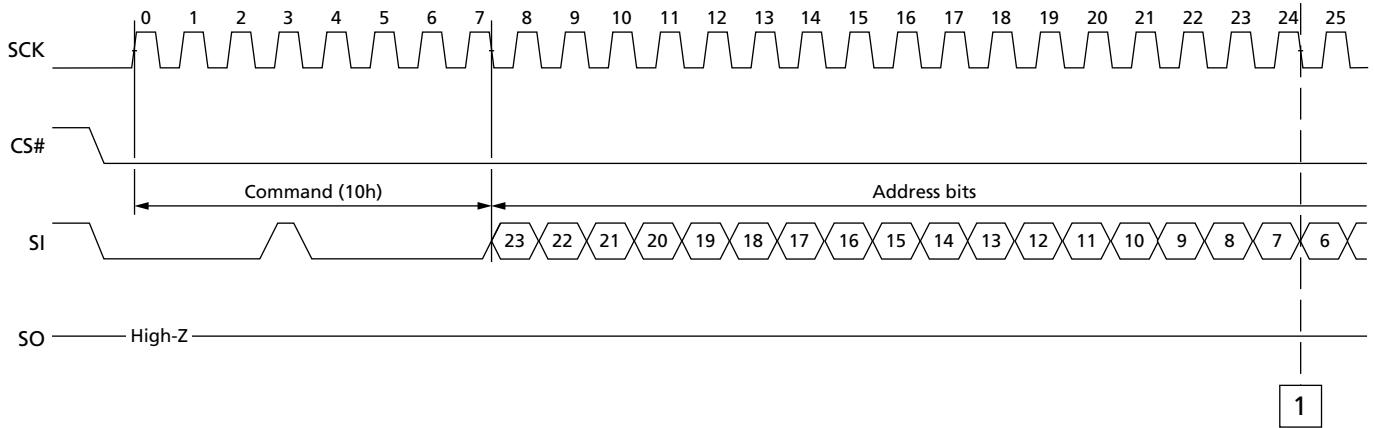 0 1 2 3 4 5 6 7 8 9 10 11 12 13 14 15 16 17 18 19 20 21 22 23 24 25
SCK
CS#
Command (10h) Address bits
SI 23 22 21 20 19 18 17 16 15 14 13 12 11 10 9 8 7 6
SO High-Z
1